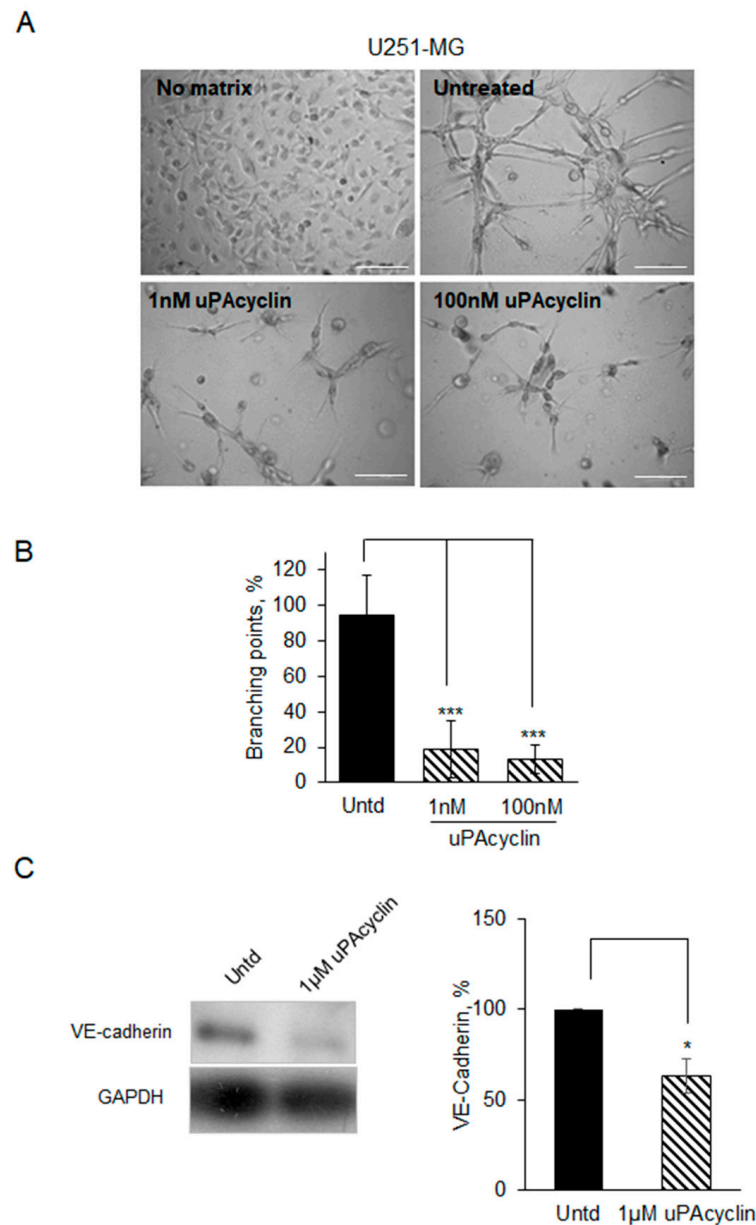 A
U251-MG
No matrix
Untreated
1nM uPAcyclin
100nM uPAcyclin
B
Branching points, %
120
100
80
60
40
20
0
***
***
Untd
1nM
100nM
uPAcyclin
C
Untd
1µM uPAcyclin
VE-cadherin
GAPDH
VE-Cadherin, %
150
100
50
0
*
Untd
1µM uPAcyclin